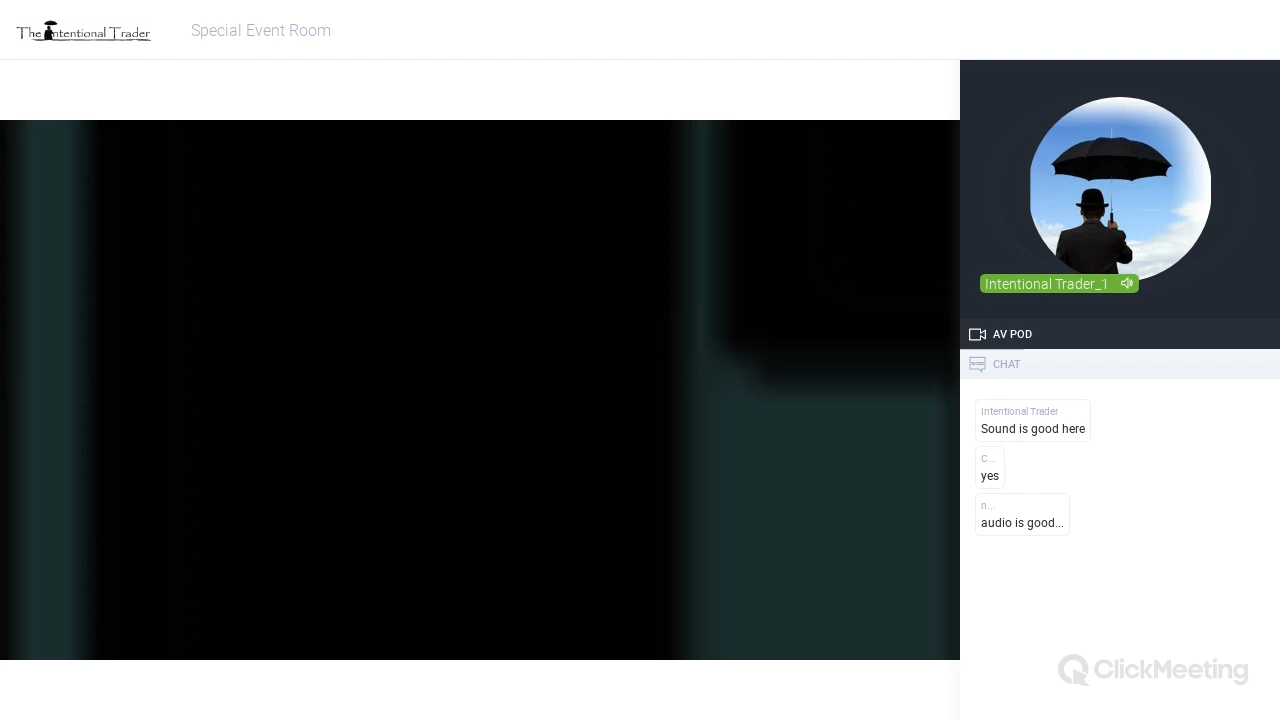 The Intentional Trader
Special Event Room
Intentional Trader_1
AV POD
CHAT
Intentional Trader
Sound is good here
C...
yes
n...
audio is good...
ClickMeeting